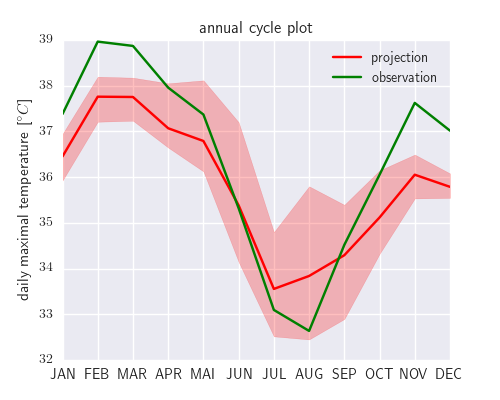 annual cycle plot
projection
observation
daily maximal temperature [°C]
39
38
37
36
35
34
33
32
JAN FEB MAR APR MAI JUN JUL AUG SEP OCT NOV DEC